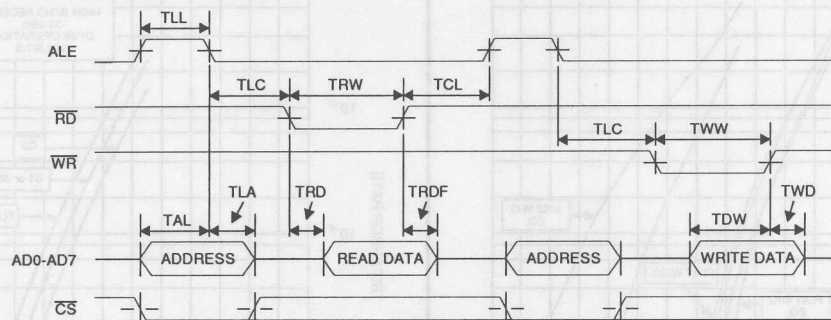 TLL
ALE
TLC TRW TCL
RD
TLC TWW
WR
TLA TRD TRDF TWD
TAL TDW
AD0-AD7 ADDRESS READ DATA ADDRESS WRITE DATA
CS